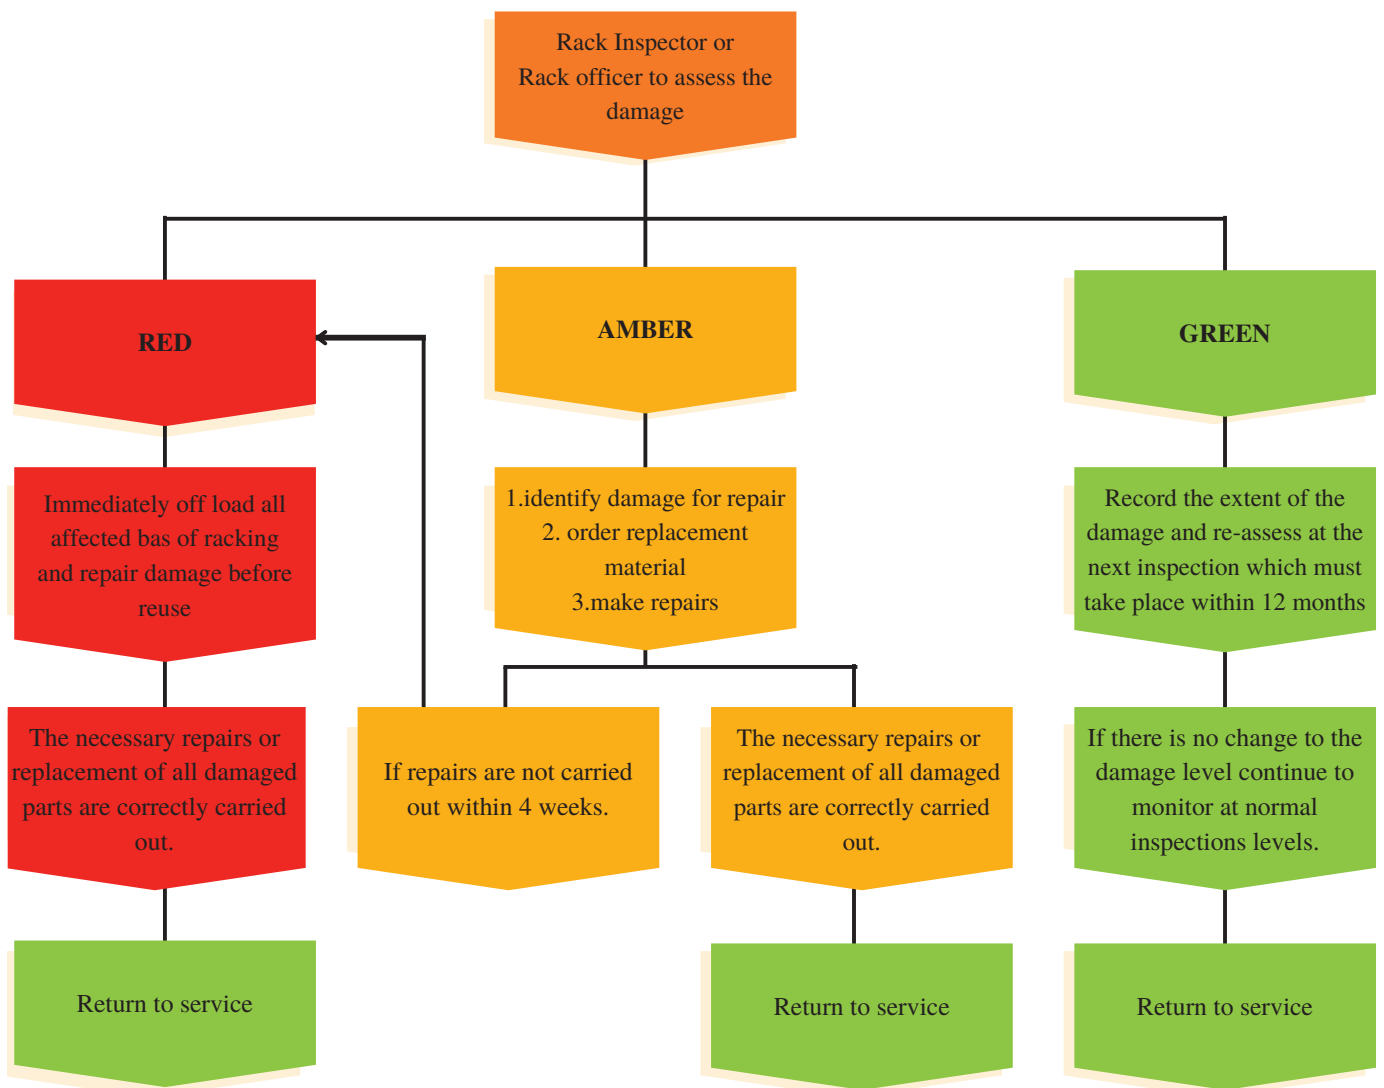 Rack Inspector or
Rack officer to assess the
damage
RED
AMBER
GREEN
Immediately off load all
affected bas of racking
and repair damage before
reuse
1.identify damage for repair
2. order replacement
material
3.make repairs
Record the extent of the
damage and re-assess at the
next inspection which must
take place within 12 months
The necessary repairs or
replacement of all damaged
parts are correctly carried
out.
If repairs are not carried
out within 4 weeks.
The necessary repairs or
replacement of all damaged
parts are correctly carried
out.
If there is no change to the
damage level continue to
monitor at normal
inspections levels.
Return to service
Return to service
Return to service